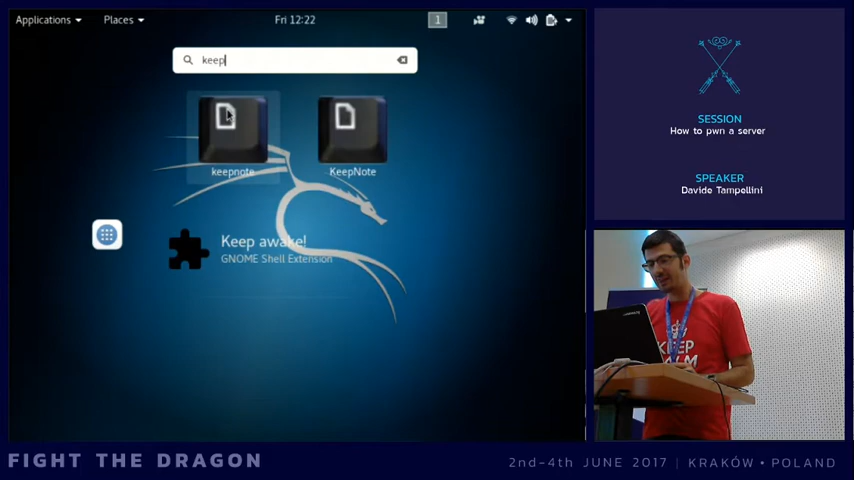 Applications
Places
Fri 12:22
1
keep
keepnote
KeepNote
Keep awake!
GNOME Shell Extension
SESSION
How to pwn a server
SPEAKER
Davide Tampellini
KEEP
CALM
FIGHT THE DRAGON
2nd-4th JUNE 2017 | KRAKÓW • POLAND